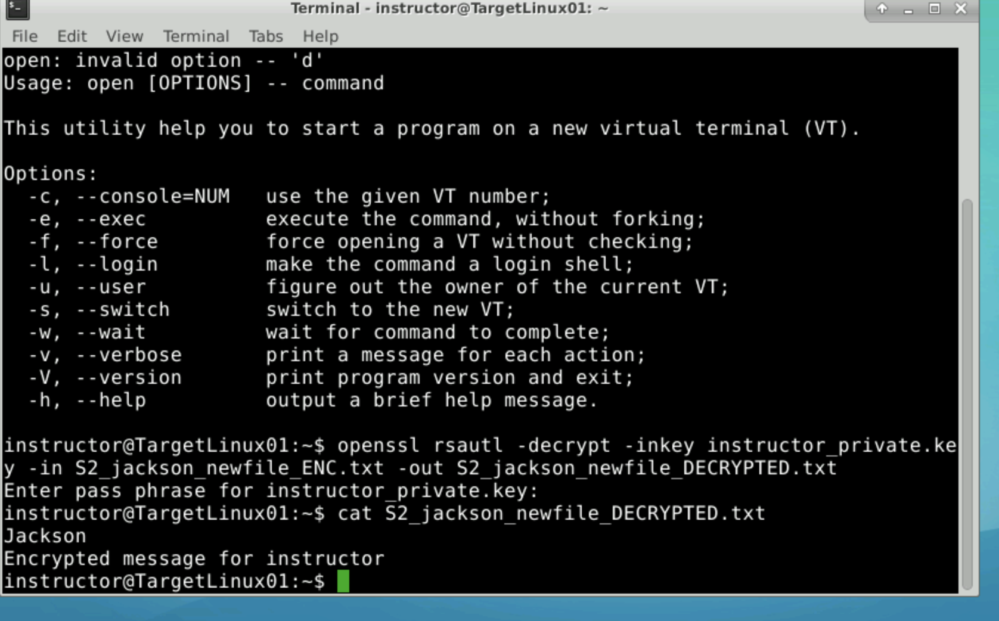 Terminal - instructor@TargetLinux01: ~
File Edit View Terminal Tabs Help
open: invalid option -- 'd'
Usage: open [OPTIONS] -- command
This utility help you to start a program on a new virtual terminal (VT).
Options:
-c, --console=NUM use the given VT number;
-e, --exec execute the command, without forking;
-f, --force force opening a VT without checking;
-l, --login make the command a login shell;
-u, --user figure out the owner of the current VT;
-s, --switch switch to the new VT;
-w, --wait wait for command to complete;
-v, --verbose print a message for each action;
-V, --version print program version and exit;
-h, --help output a brief help message.
instructor@TargetLinux01:~$ openssl rsautl -decrypt -inkey instructor_private.ke
y -in S2_jackson_newfile_ENC.txt -out S2_jackson_newfile_DECRYPTED.txt
Enter pass phrase for instructor_private.key:
instructor@TargetLinux01:~$ cat S2_jackson_newfile_DECRYPTED.txt
Jackson
Encrypted message for instructor
instructor@TargetLinux01:~$